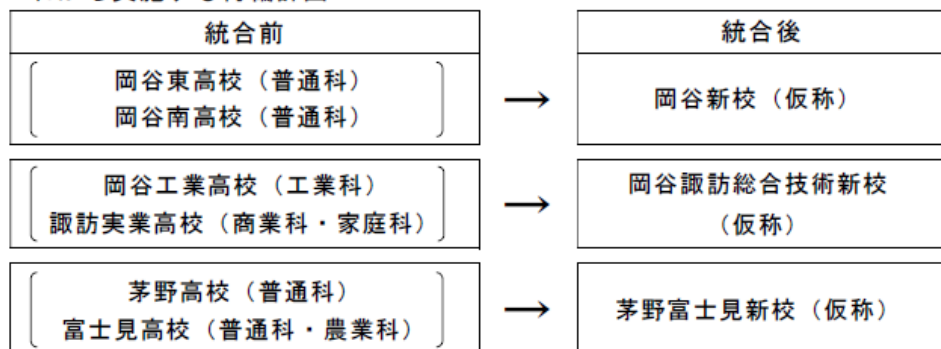 統合前
統合後
岡谷東高校（普通科）
岡谷南高校（普通科）
→
岡谷新校（仮称）
岡谷工業高校（工業科）
諏訪実業高校（商業科・家庭科）
→
岡谷諏訪総合技術新校
（仮称）
茅野高校（普通科）
富士見高校（普通科・農業科）
→
茅野富士見新校（仮称）